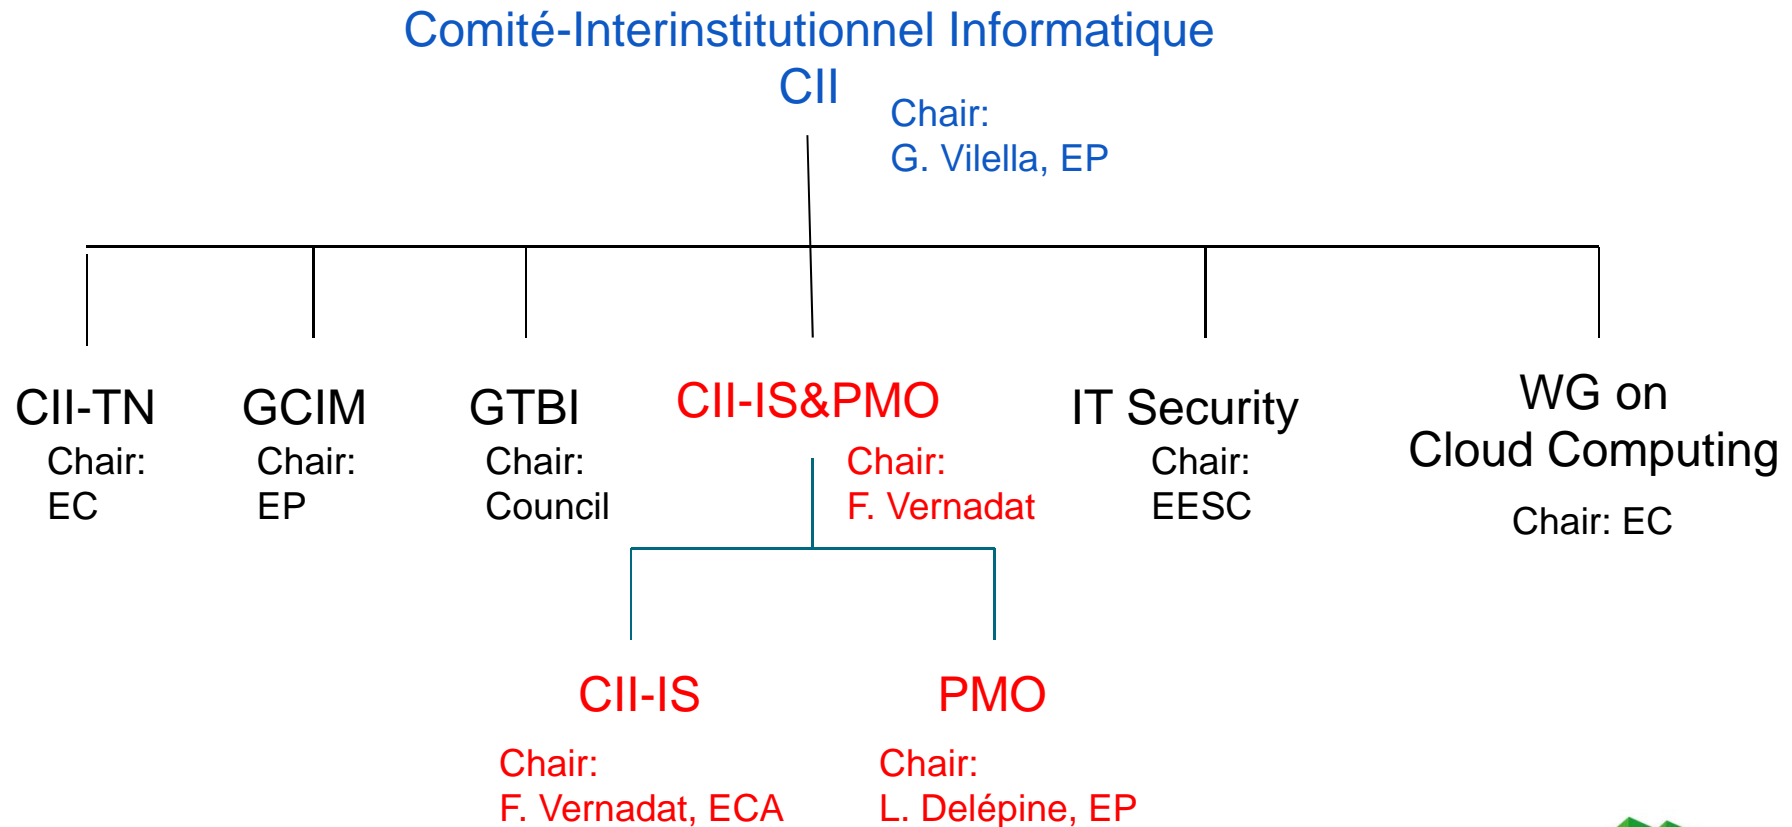 Comité-Interinstitutionnel Informatique
CII
Chair:
G. Vilella, EP
CII-TN
Chair:
EC
GCIM
Chair:
EP
GTBI
Chair:
Council
CII-IS&PMO
Chair:
F. Vernadat
IT Security
Chair:
EESC
WG on
Cloud Computing
Chair: EC
CII-IS
Chair:
F. Vernadat, ECA
PMO
Chair:
L. Delépine, EP